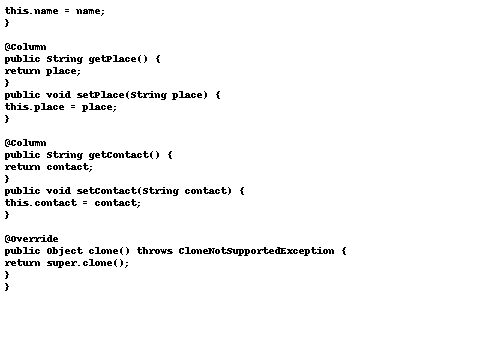 this.name = name;
}
@Column
public String getPlace() {
return place;
}
public void setPlace(String place) {
this.place = place;
}
@Column
public String getContact() {
return contact;
}
public void setContact(String contact) {
this.contact = contact;
}
@Override
public Object clone() throws CloneNotSupportedException {
return super.clone();
}
}